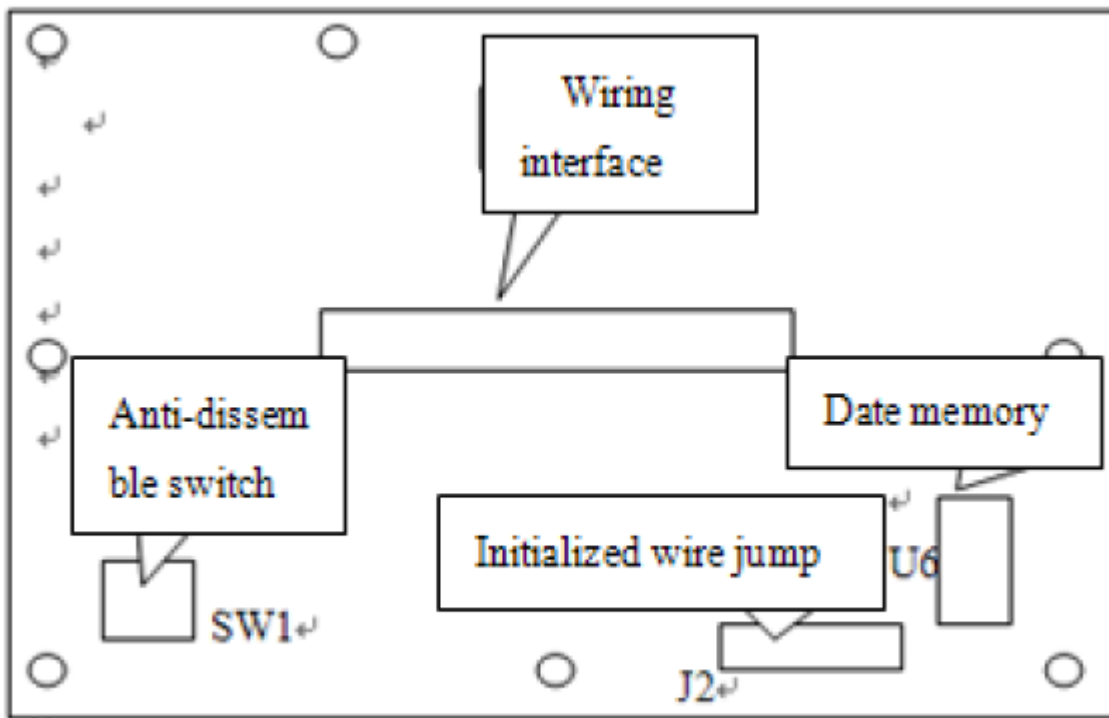 Wiring
interface
Anti-dissem
ble switch
Date memory
Initialized wire jump
U6
SW1
J2